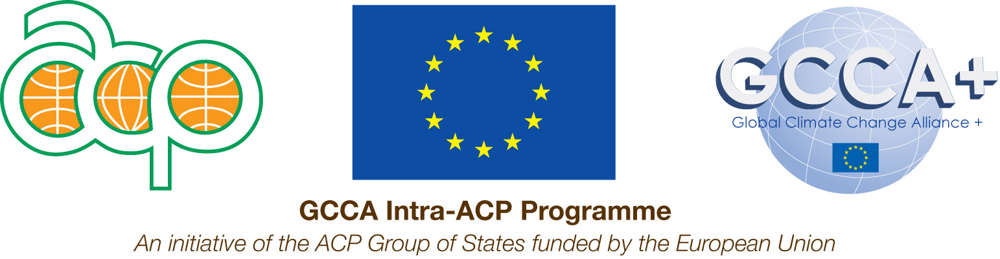 acp
GCCA+
Global Climate Change Alliance +
GCCA Intra-ACP Programme
An initiative of the ACP Group of States funded by the European Union